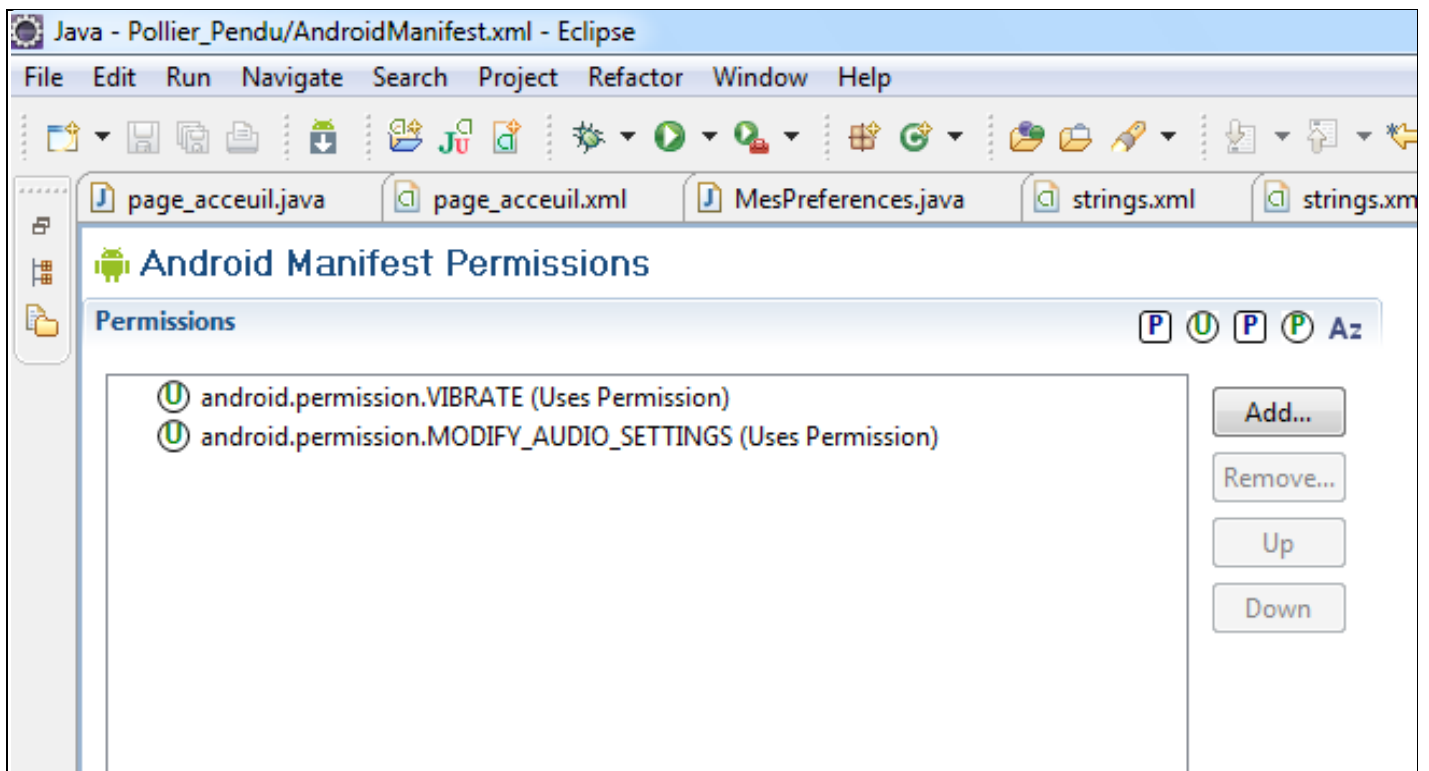 Java - Pollier_Pendu/AndroidManifest.xml - Eclipse
File Edit Run Navigate Search Project Refactor Window Help
page_acceuil.java page_acceuil.xml MesPreferences.java strings.xml strings.xm
Android Manifest Permissions
Permissions P U P P Az
U android.permission.VIBRATE (Uses Permission)
U android.permission.MODIFY_AUDIO_SETTINGS (Uses Permission)
Add...
Remove...
Up
Down